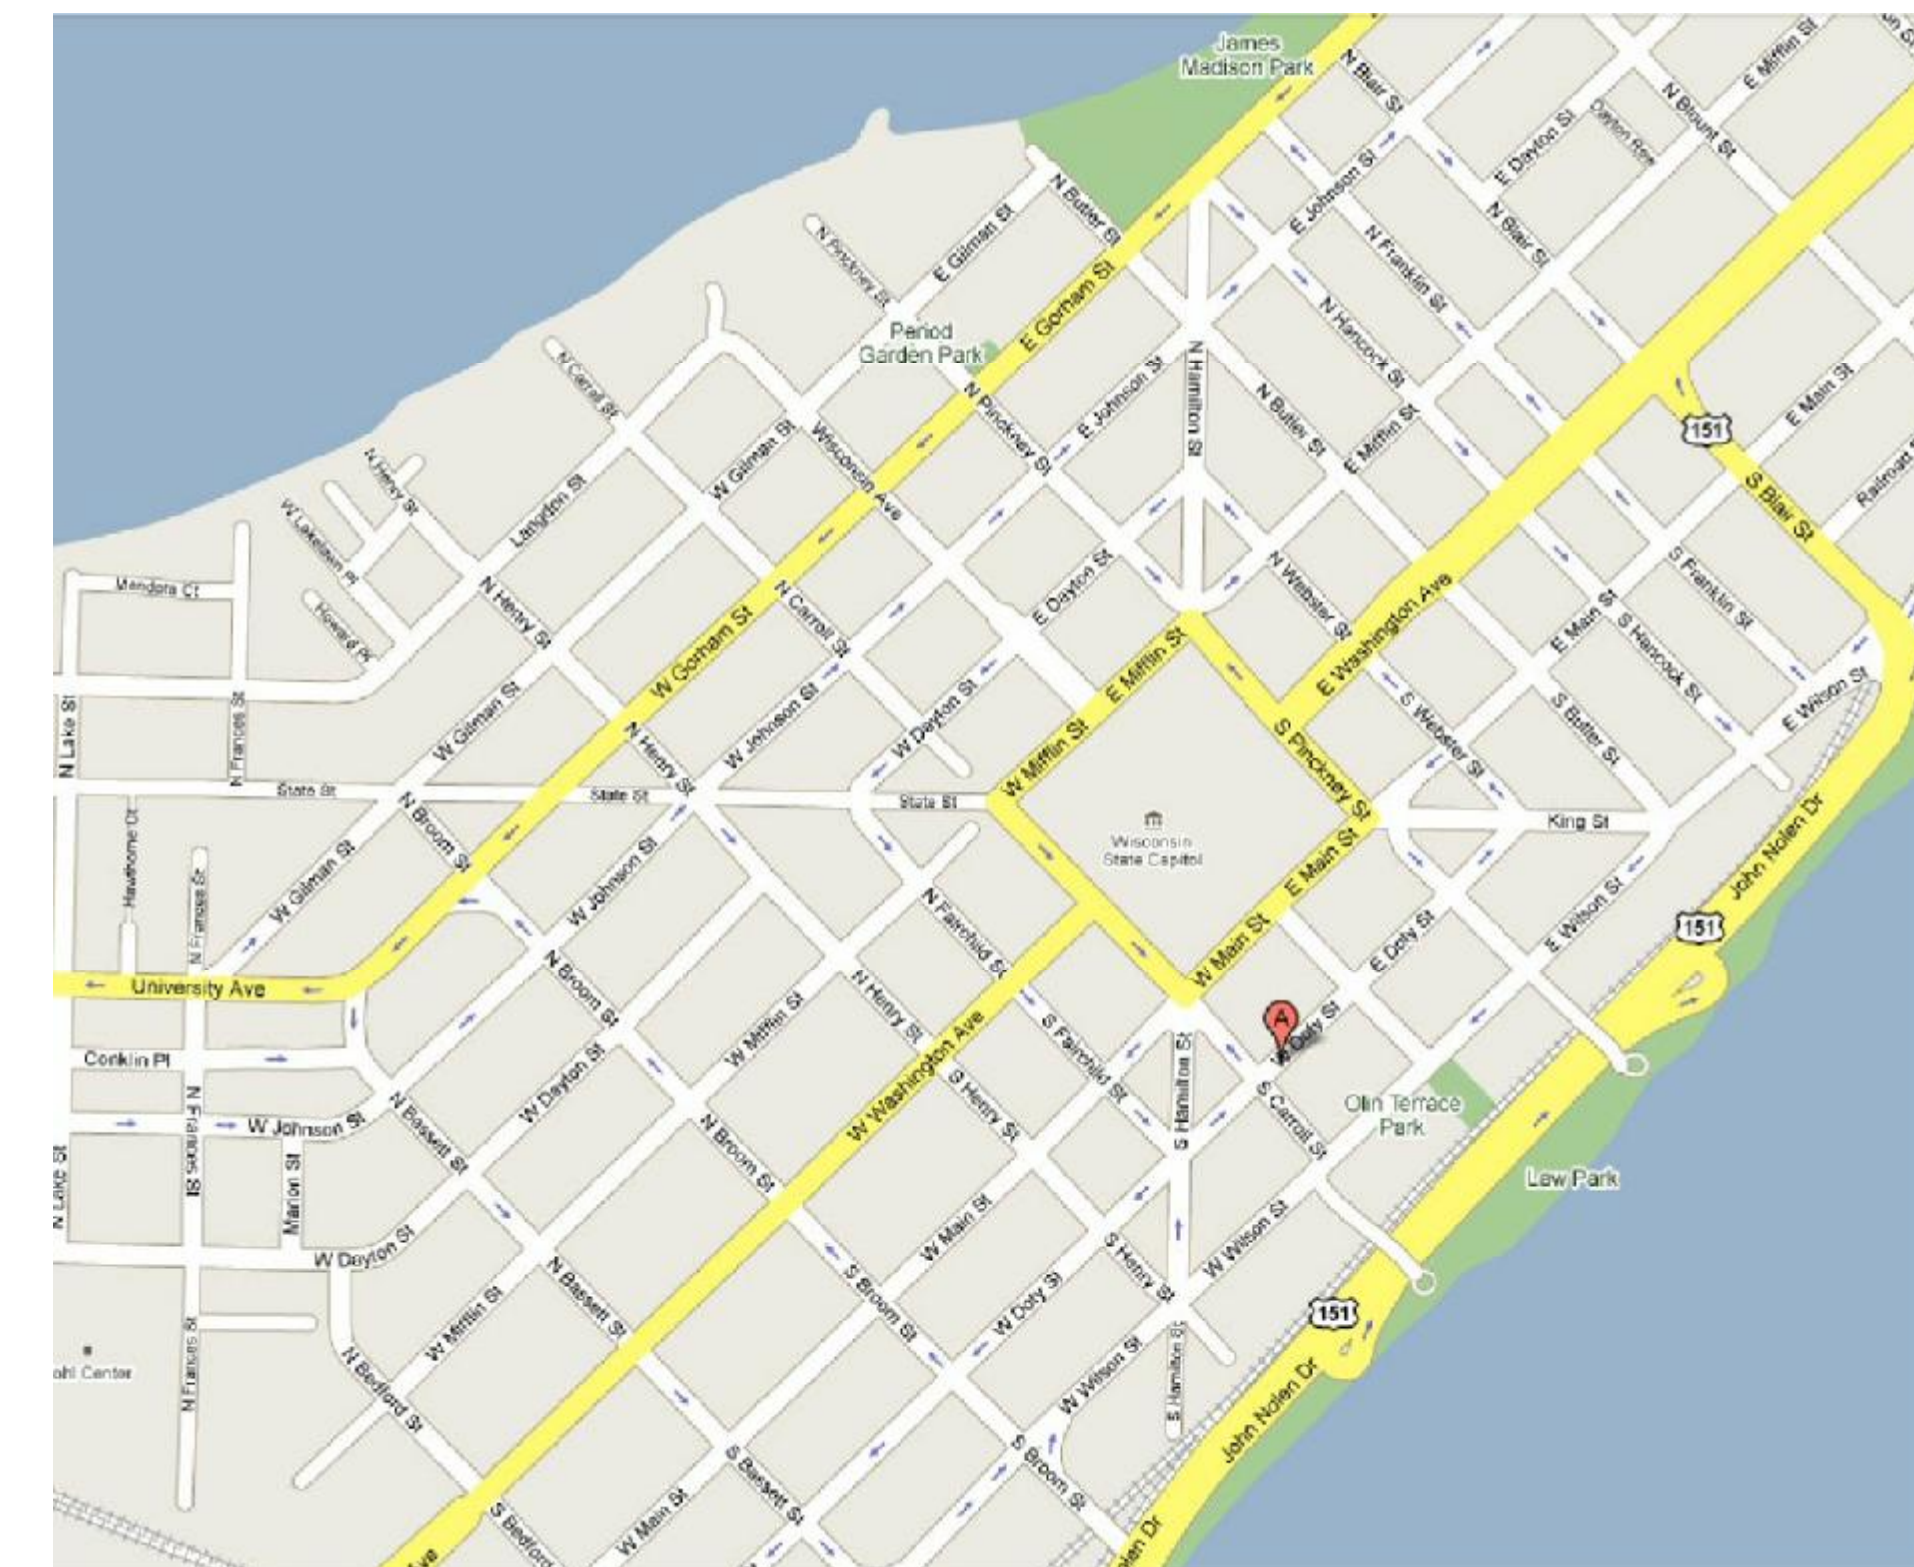 James
Madison Park
N Blair St
E Mifflin St
N Blount St
E Dayton St
Dayton Row
E Johnson St
N Butler St
N Blair St
E Gilman St
N Pinckney St
N Franklin St
E Gorham St
Period
Garden Park
N Hancock St
N Carroll St
N Hamilton St
E Johnson St
N Pinckney St
N Butler St
E Mifflin St
E Main St
151
W Gilman St
Wisconsin Ave
N Henry St
Langdon St
S Blair St
W Lakelawn Pl
E Dayton St
N Webster St
E Washington Ave
S Franklin St
Mendota Ct
Howard Pl
N Henry St
N Carroll St
W Gorham St
E Mifflin St
E Main St
S Hancock St
N Lake St
N Frances St
W Gilman St
N Henry St
W Johnson St
W Dayton St
W Mifflin St
S Pinckney St
S Webster St
S Butler St
E Wilson St
State St
State St
State St
Wisconsin
State Capitol
King St
John Nolen Dr
Hawthorne Ct
N Frances St
W Gilman St
N Broom St
W Johnson St
N Fairchild St
E Main St
W Main St
E Doty St
E Wilson St
151
University Ave
N Broom St
W Mifflin St
N Henry St
W Washington Ave
S Fairchild St
A
S Hamilton St
S Carroll St
Olin Terrace
Park
Law Park
Conklin Pl
N Frances St
W Johnson St
Marion St
N Bassett St
W Dayton St
N Broom St
S Henry St
N Lake St
W Dayton St
W Main St
S Henry St
W Wilson St
W Mifflin St
N Bassett St
S Broom St
W Doty St
151
N Frances St
N Bedford St
W Wilson St
S Hamilton St
John Nolen Dr
S Bassett St
S Broom St
W Main St
S Bedford